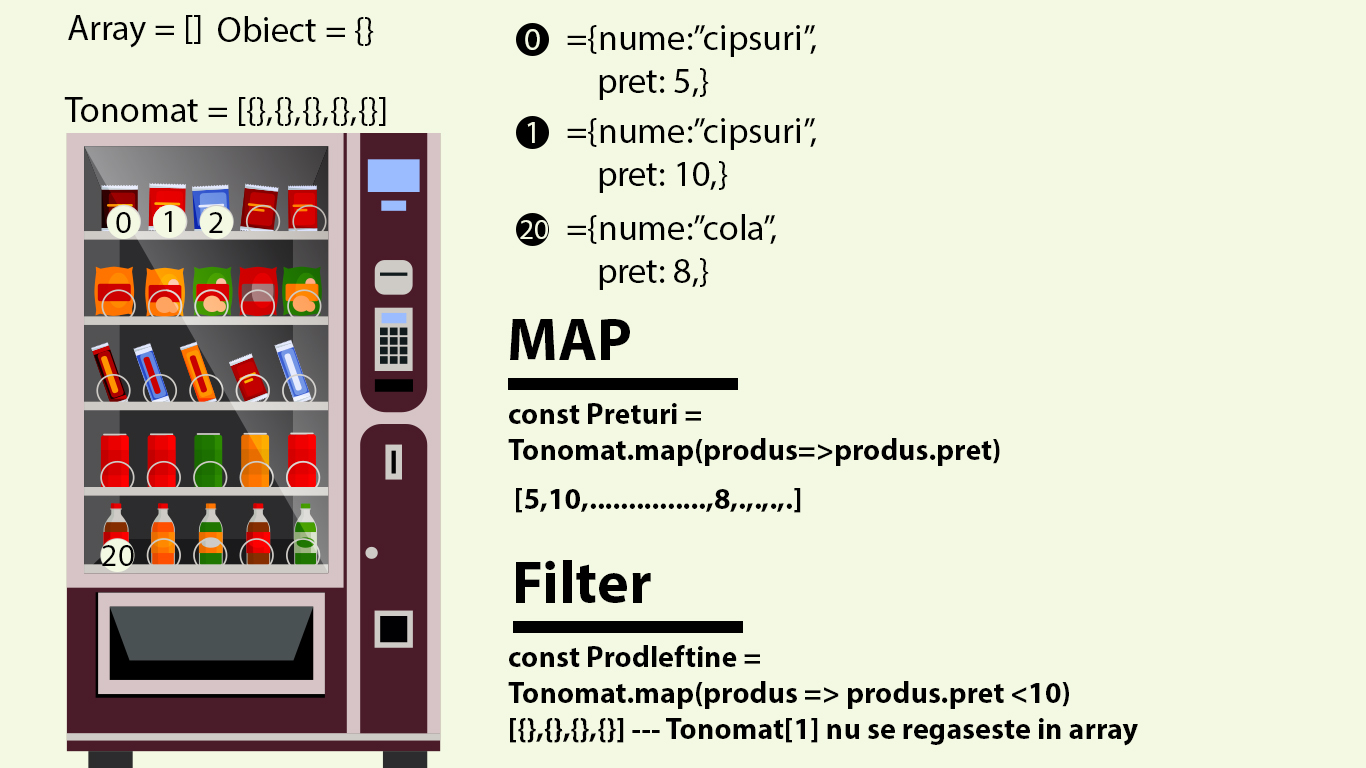 Array = [] Obiect = {}
Tonomat = [{},{},{},{},{}]
0 1 2
20
0 ={nume:”cipsuri”,
pret: 5,}
1 ={nume:”cipsuri”,
pret: 10,}
20 ={nume:”cola”,
pret: 8,}
MAP
const Preturi =
Tonomat.map(produs=>produs.pret)
[5,10,...............,8,.,.,.,.]
Filter
const ProdIeftine =
Tonomat.map(produs => produs.pret <10)
[{},{},{},{}] --- Tonomat[1] nu se regaseste in array